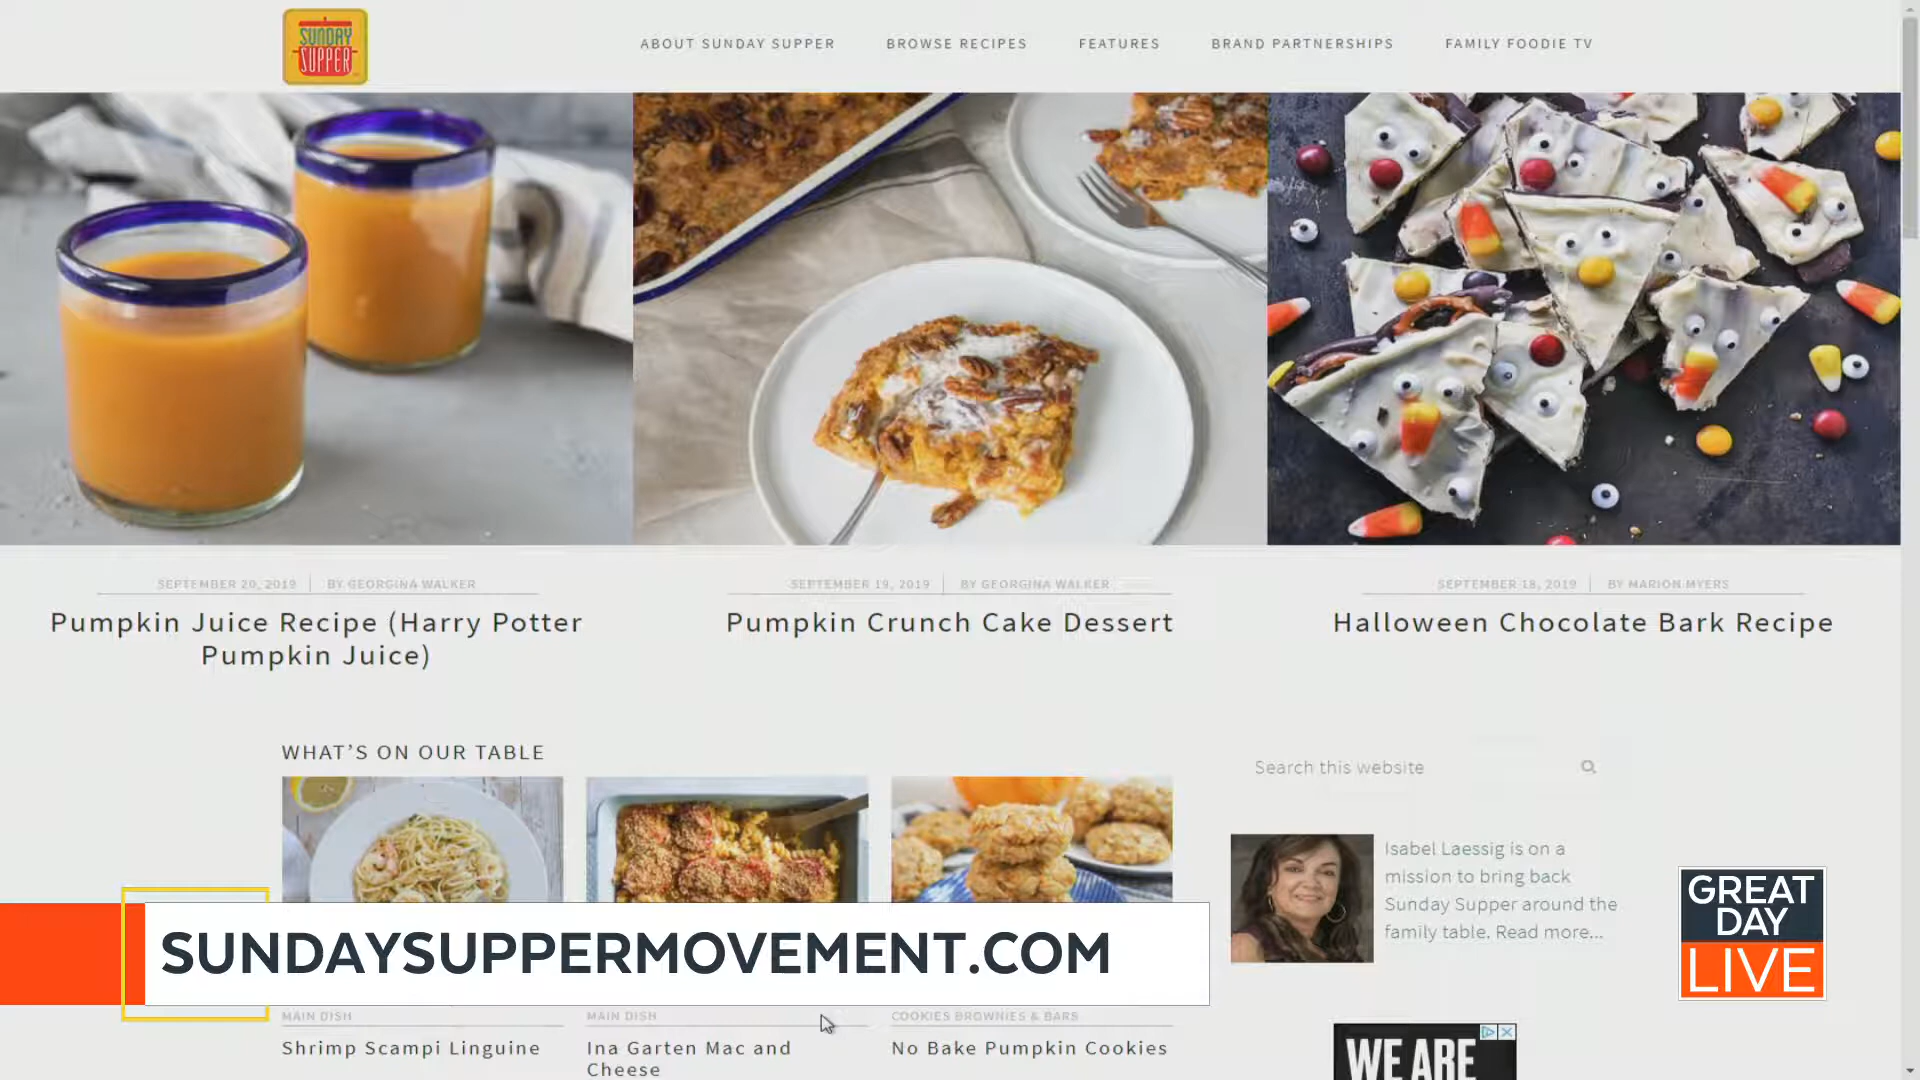 SUNDAY
SUPPER
ABOUT SUNDAY SUPPER
BROWSE RECIPES
FEATURES
BRAND PARTNERSHIPS
FAMILY FOODIE TV
SEPTEMBER 20, 2019
BY GEORGINA WALKER
Pumpkin Juice Recipe (Harry Potter
Pumpkin Juice)
SEPTEMBER 19, 2019
BY GEORGINA WALKER
Pumpkin Crunch Cake Dessert
SEPTEMBER 18, 2019
BY MARION MYERS
Halloween Chocolate Bark Recipe
WHAT'S ON OUR TABLE
Search this website
Isabel Laessig is on a
mission to bring back
Sunday Supper around the
family table. Read more...
GREAT
DAY
LIVE
SUNDAYSUPPERMOVEMENT.COM
MAIN DISH
Shrimp Scampi Linguine
MAIN DISH
Ina Garten Mac and
Cheese
COOKIES BROWNIES & BARS
No Bake Pumpkin Cookies
WE ARE